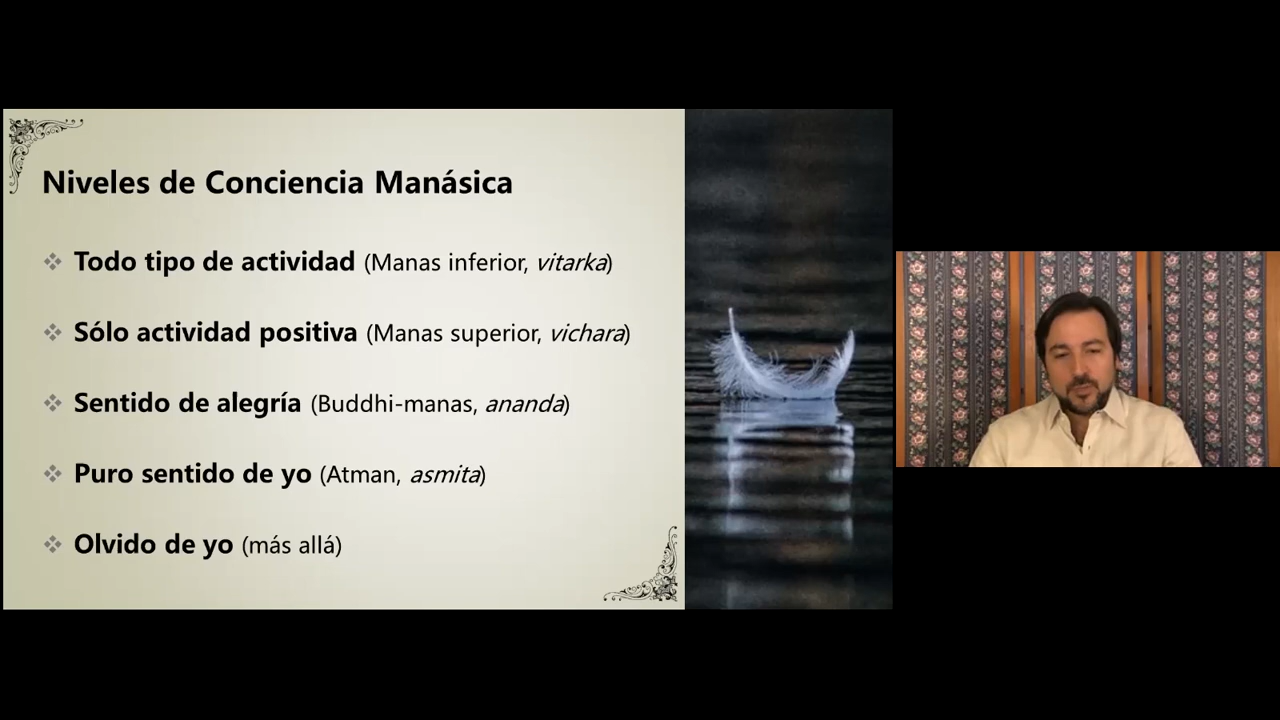 Niveles de Conciencia Manásica
Todo tipo de actividad (Manas inferior, vitarka)
Sólo actividad positiva (Manas superior, vichara)
Sentido de alegría (Buddhi-manas, ananda)
Puro sentido de yo (Atman, asmita)
Olvido de yo (más allá)